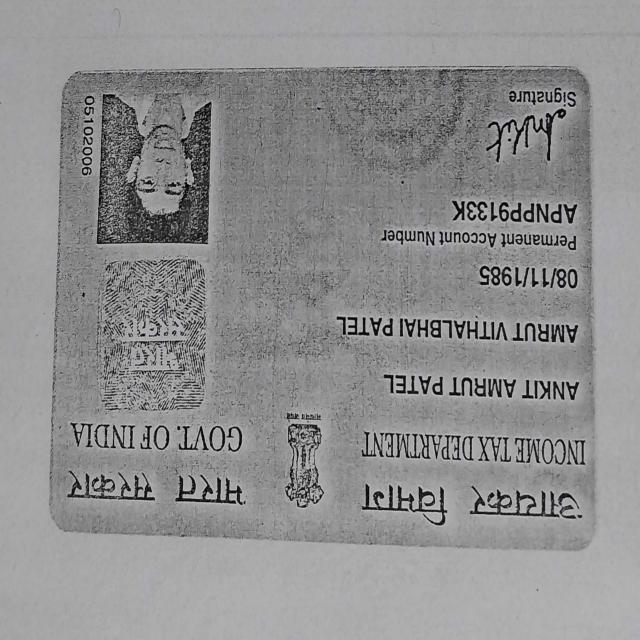 आयकर विभाग
INCOME TAX DEPARTMENT
सत्यमेव जयते
भारत सरकार
GOVT. OF INDIA
ANKIT AMRUT PATEL
AMRUT VITHALBHAI PATEL
08/11/1985
Permanent Account Number
APNPP9133K
Ankit
Signature
भारत
सरकार
05102006